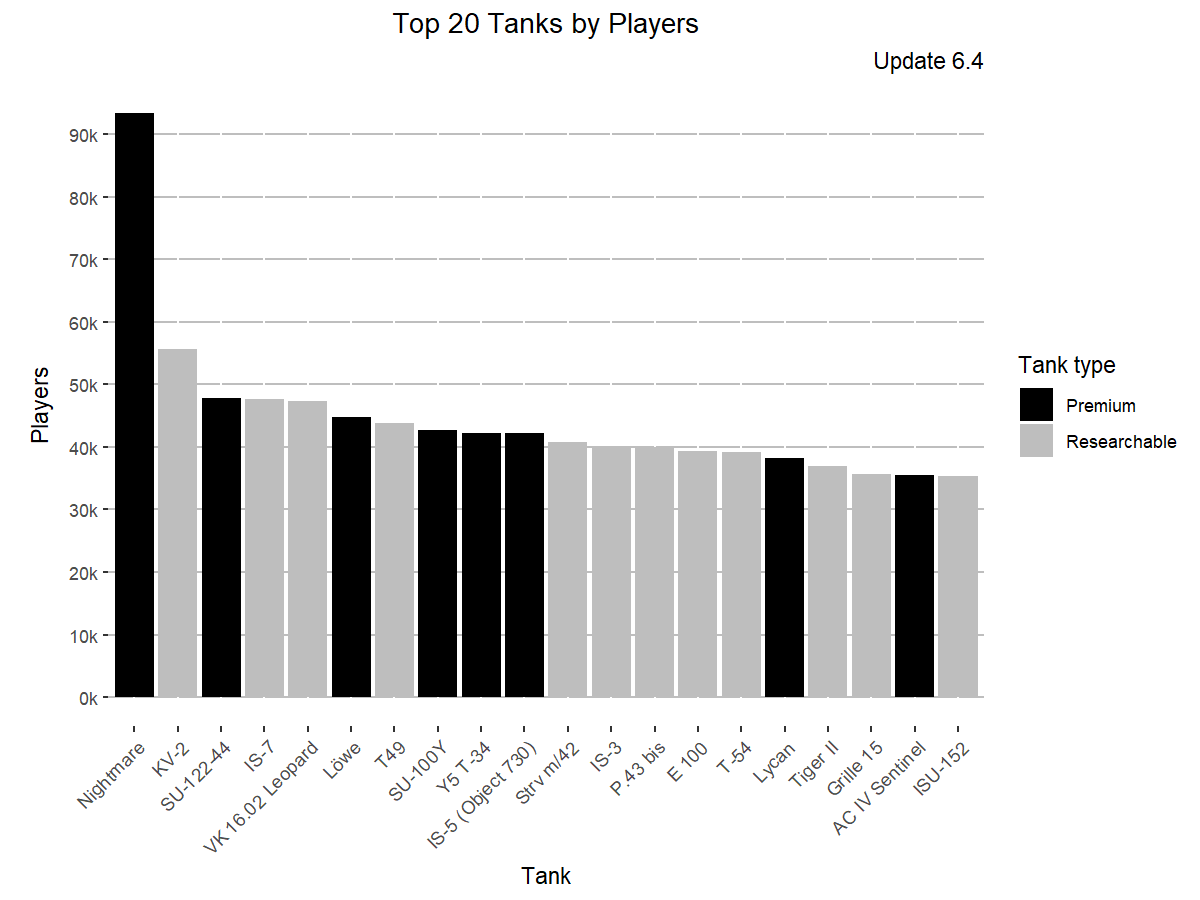 Top 20 Tanks by Players
Update 6.4
Players
90k
80k
70k
60k
50k
40k
30k
20k
10k
0k
Nightmare
KV-2
SU-122-44
IS-7
VK 16.02 Leopard
Löwe
T49
SU-100Y
Y5 T-34
IS-5 (Object 730)
Strv m/42
IS-3
P.43 bis
E 100
T-54
Lycan
Tiger II
Grille 15
AC IV Sentinel
ISU-152
Tank
Tank type
Premium
Researchable